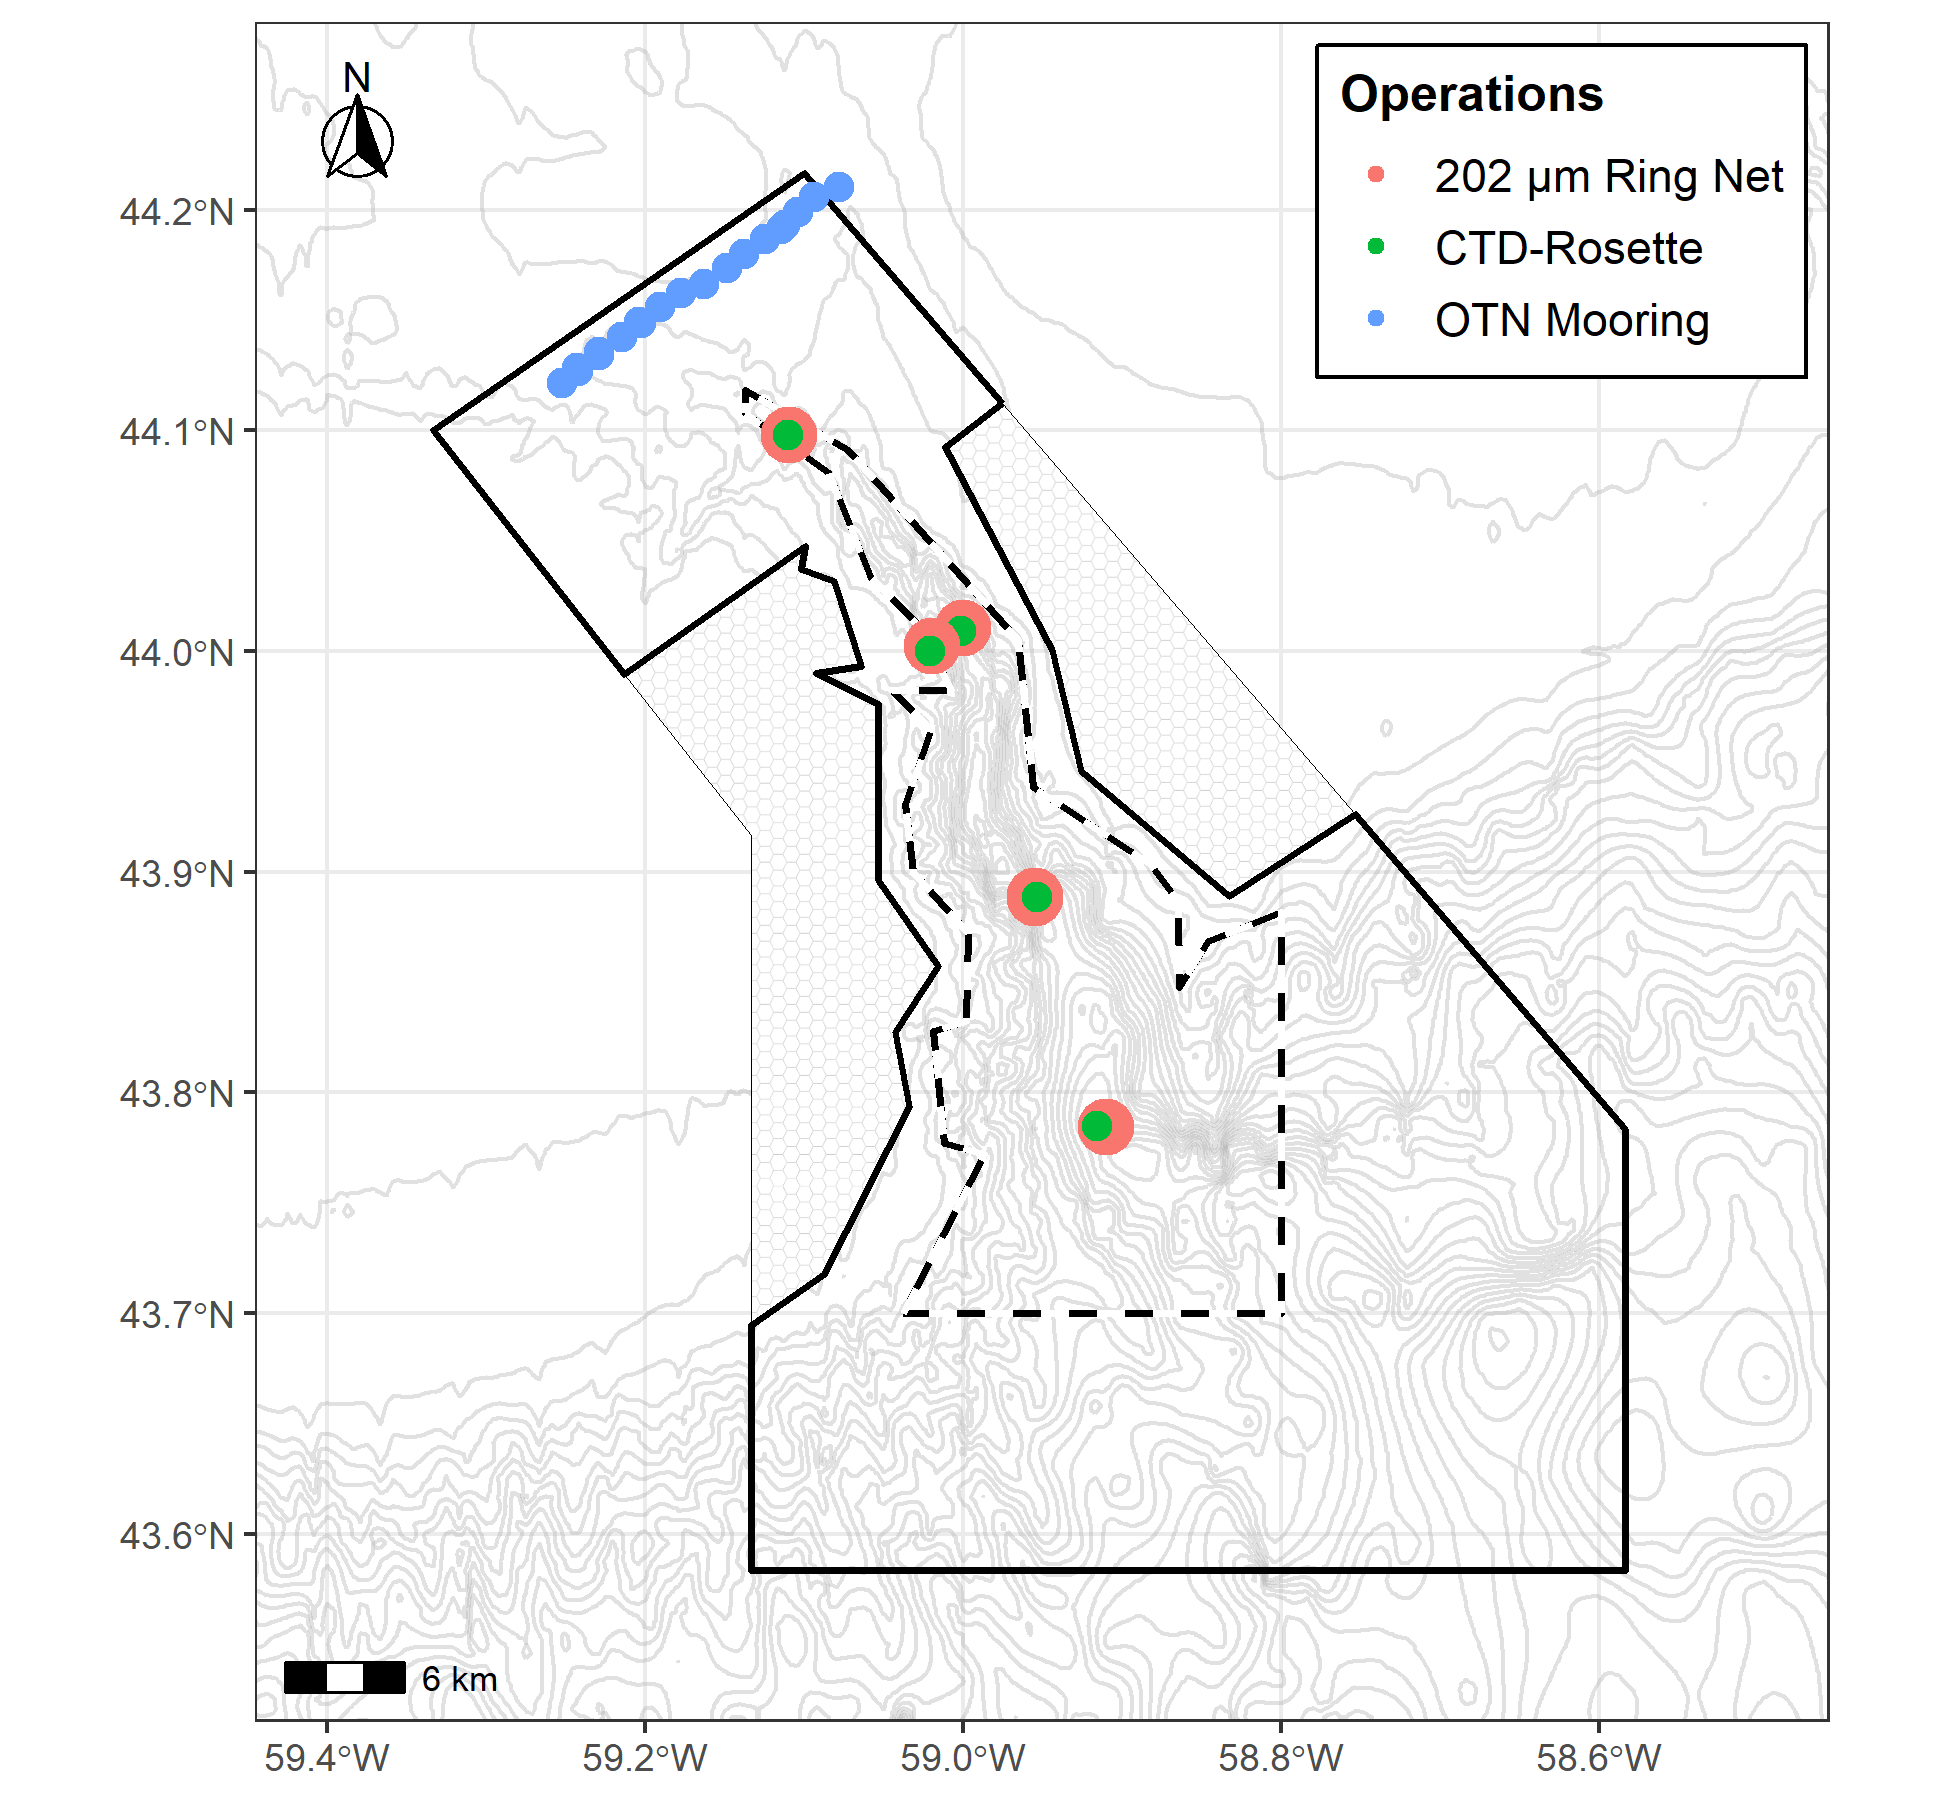 N
Operations
202 µm Ring Net
CTD-Rosette
OTN Mooring
44.2°N
44.1°N
44.0°N
43.9°N
43.8°N
43.7°N
43.6°N
6 km
59.4°W
59.2°W
59.0°W
58.8°W
58.6°W